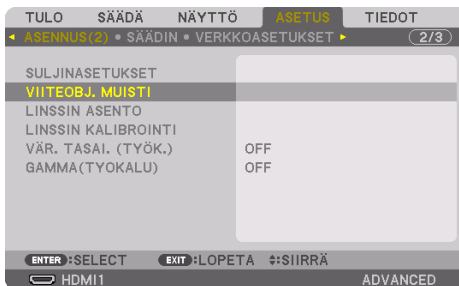 TULO SÄÄDÄ NÄYTTÖ ASETUS TIEDOT
ASENNUS(2) • SÄÄDIN • VERKKOASETUKSET 2/3
SULJINASETUKSET
VIITEOBJ. MUISTI
LINSSIN ASENTO
LINSSIN KALIBROINTI
VÄR. TASAI. (TYÖK.) OFF
GAMMA(TYOKALU) OFF
ENTER :SELECT EXIT :LOPETA :SIIRRÄ
HDMI1 ADVANCED